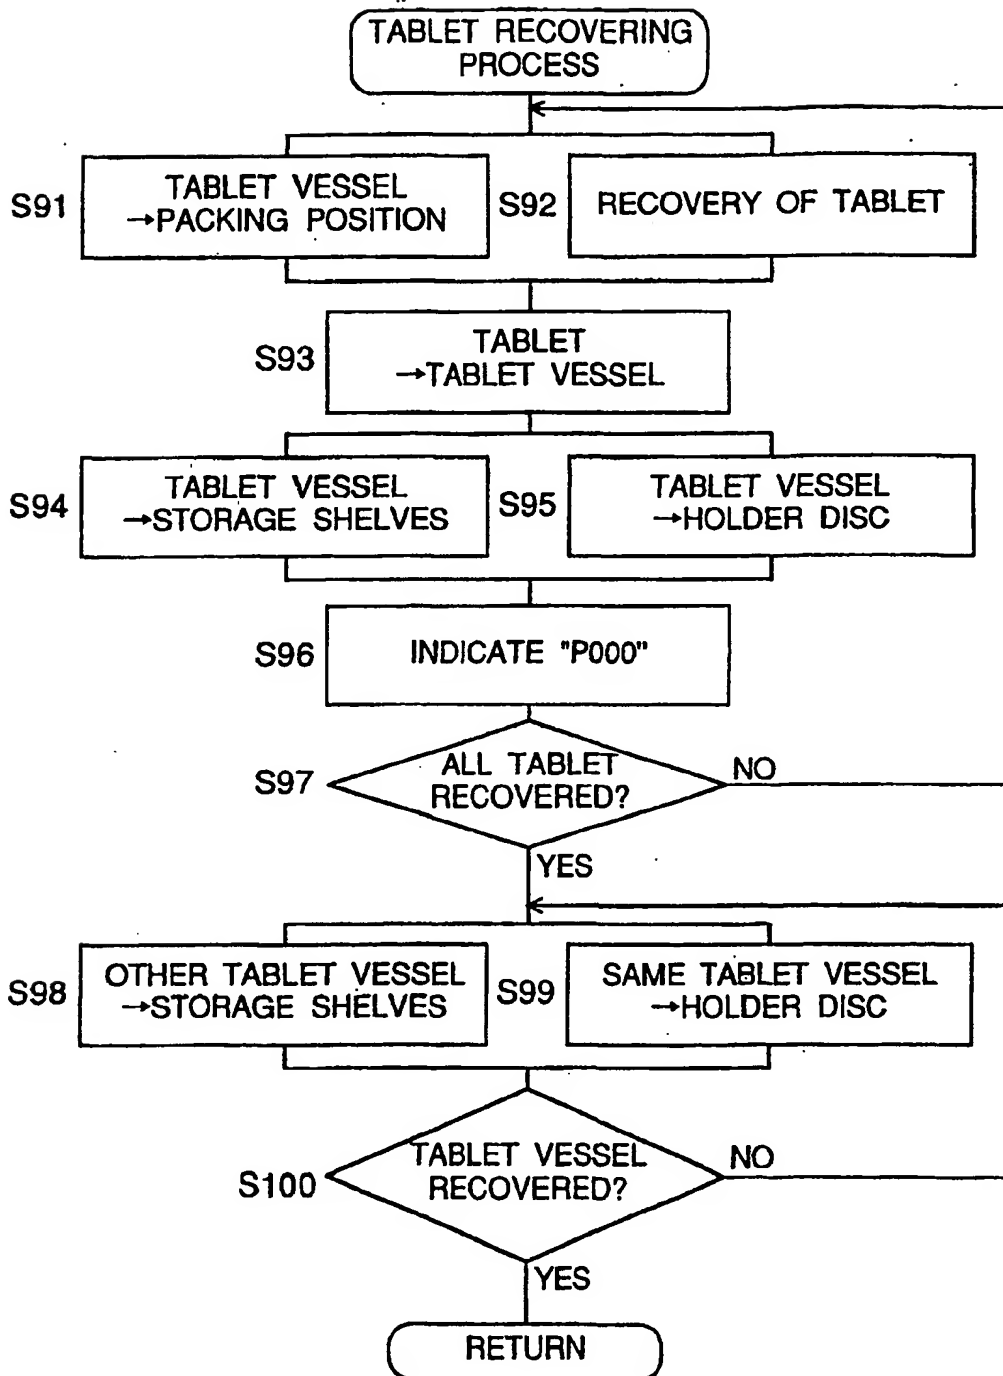 TABLET RECOVERING
PROCESS
S91
TABLET VESSEL
→PACKING POSITION
S92
RECOVERY OF TABLET
S93
TABLET
→TABLET VESSEL
S94
TABLET VESSEL
→STORAGE SHELVES
S95
TABLET VESSEL
→HOLDER DISC
S96
INDICATE "P000"
S97
ALL TABLET
RECOVERED?
NO
YES
S98
OTHER TABLET VESSEL
→STORAGE SHELVES
S99
SAME TABLET VESSEL
→HOLDER DISC
S100
TABLET VESSEL
RECOVERED?
NO
YES
RETURN